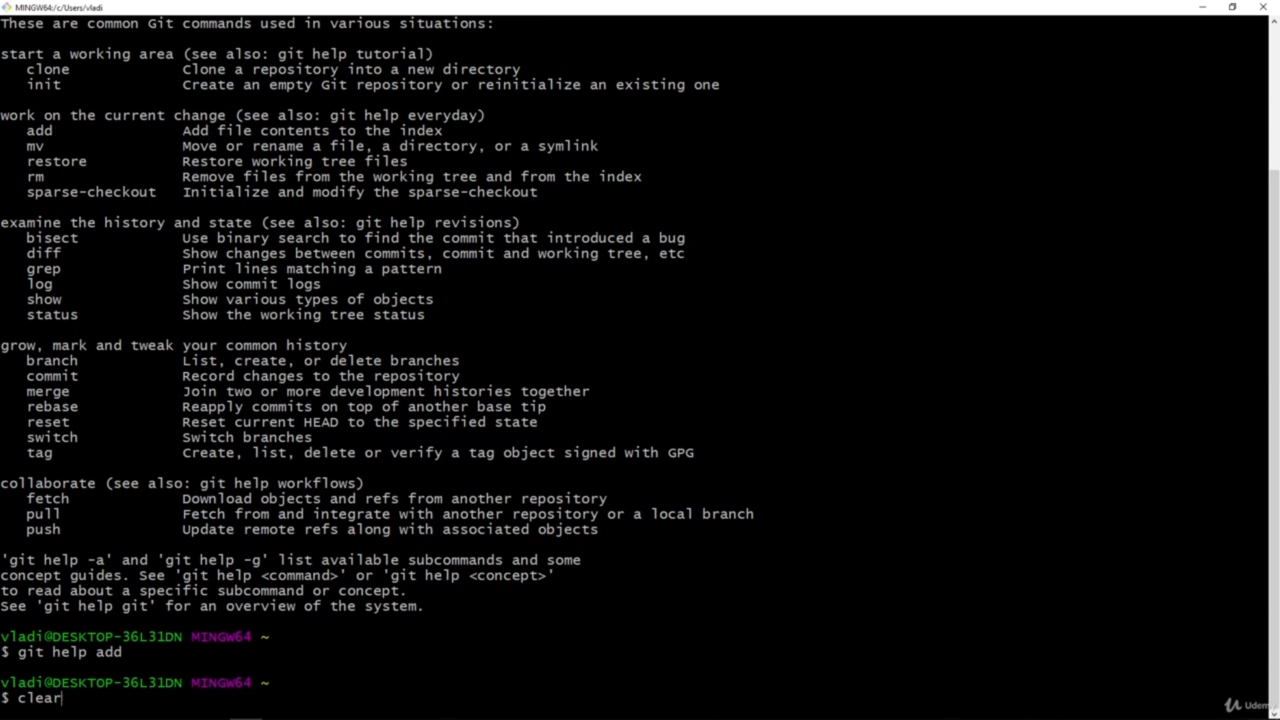 MINGW64:/c/Users/vladi
These are common Git commands used in various situations:
start a working area (see also: git help tutorial)
clone Clone a repository into a new directory
init Create an empty Git repository or reinitialize an existing one
work on the current change (see also: git help everyday)
add Add file contents to the index
mv Move or rename a file, a directory, or a symlink
restore Restore working tree files
rm Remove files from the working tree and from the index
sparse-checkout Initialize and modify the sparse-checkout
examine the history and state (see also: git help revisions)
bisect Use binary search to find the commit that introduced a bug
diff Show changes between commits, commit and working tree, etc
grep Print lines matching a pattern
log Show commit logs
show Show various types of objects
status Show the working tree status
grow, mark and tweak your common history
branch List, create, or delete branches
commit Record changes to the repository
merge Join two or more development histories together
rebase Reapply commits on top of another base tip
reset Reset current HEAD to the specified state
switch Switch branches
tag Create, list, delete or verify a tag object signed with GPG
collaborate (see also: git help workflows)
fetch Download objects and refs from another repository
pull Fetch from and integrate with another repository or a local branch
push Update remote refs along with associated objects
'git help -a' and 'git help -g' list available subcommands and some
concept guides. See 'git help <command>' or 'git help <concept>'
to read about a specific subcommand or concept.
See 'git help git' for an overview of the system.
vladi@DESKTOP-36L31DN MINGW64 ~
$ git help add
vladi@DESKTOP-36L31DN MINGW64 ~
$ clear
Udemy